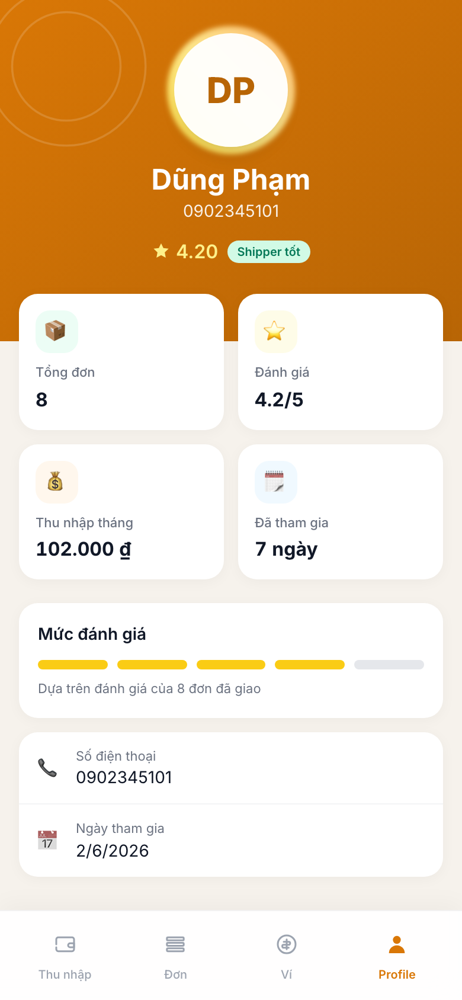 DP
Dũng Phạm
0902345101
4.20 Shipper tốt
Tổng đơn
8
Đánh giá
4.2/5
Thu nhập tháng
102.000 ₫
Đã tham gia
7 ngày
Mức đánh giá
Dựa trên đánh giá của 8 đơn đã giao
Số điện thoại
0902345101
JUL
17
Ngày tham gia
2/6/2026
Thu nhập
Đơn
Ví
Profile